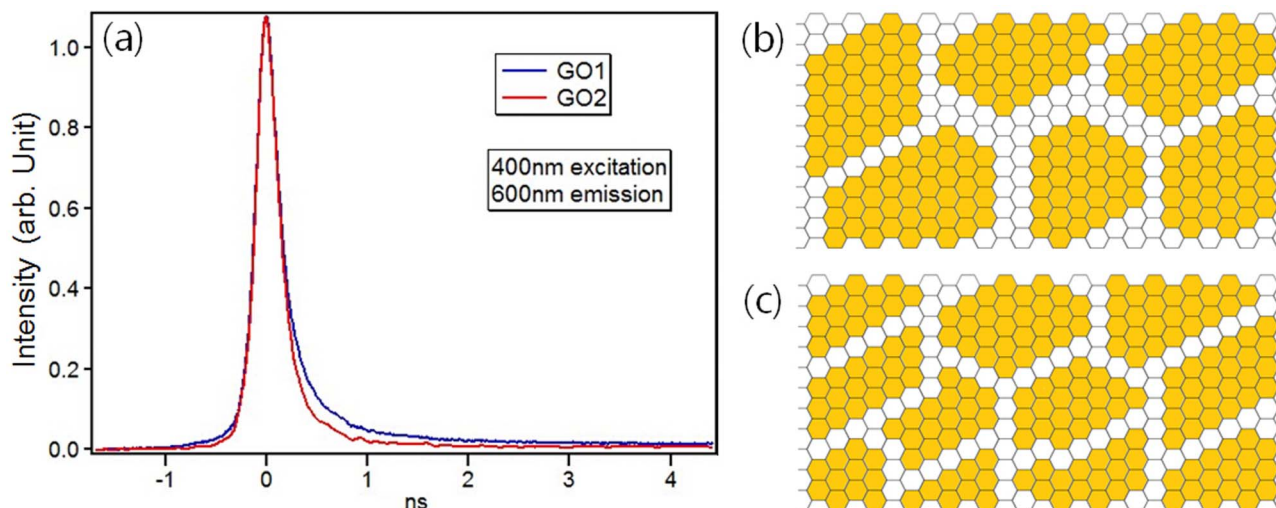 (a)
1.0
0.8
0.6
0.4
0.2
0.0
Intensity (arb. Unit)
GO1
GO2
400nm excitation
600nm emission
-1
0
1
2
3
4
ns
(b)
(c)